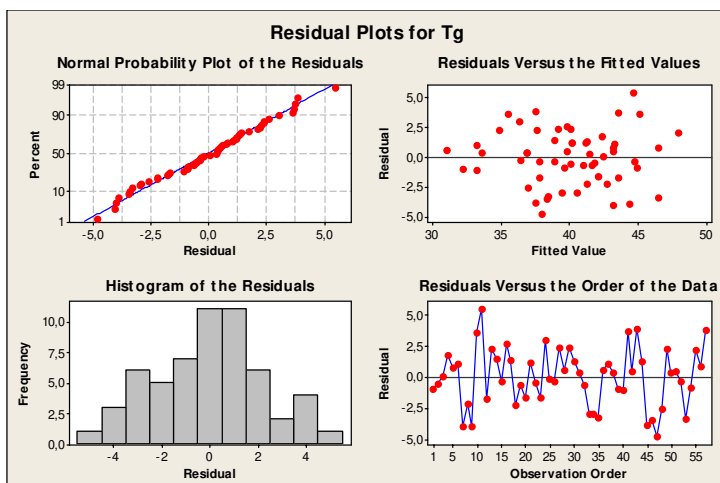 Residual Plots for Tg
Normal Probability Plot of the Residuals
99
90
50
10
1
Percent
-5,0 -2,5 0,0 2,5 5,0
Residual
Residuals Versus the Fitted Values
5,0
2,5
0,0
-2,5
-5,0
Residual
30 35 40 45 50
Fitted Value
Histogram of the Residuals
10,0
7,5
5,0
2,5
0,0
Frequency
-4 -2 0 2 4
Residual
Residuals Versus the Order of the Data
5,0
2,5
0,0
-2,5
-5,0
Residual
1 5 10 15 20 25 30 35 40 45 50 55
Observation Order